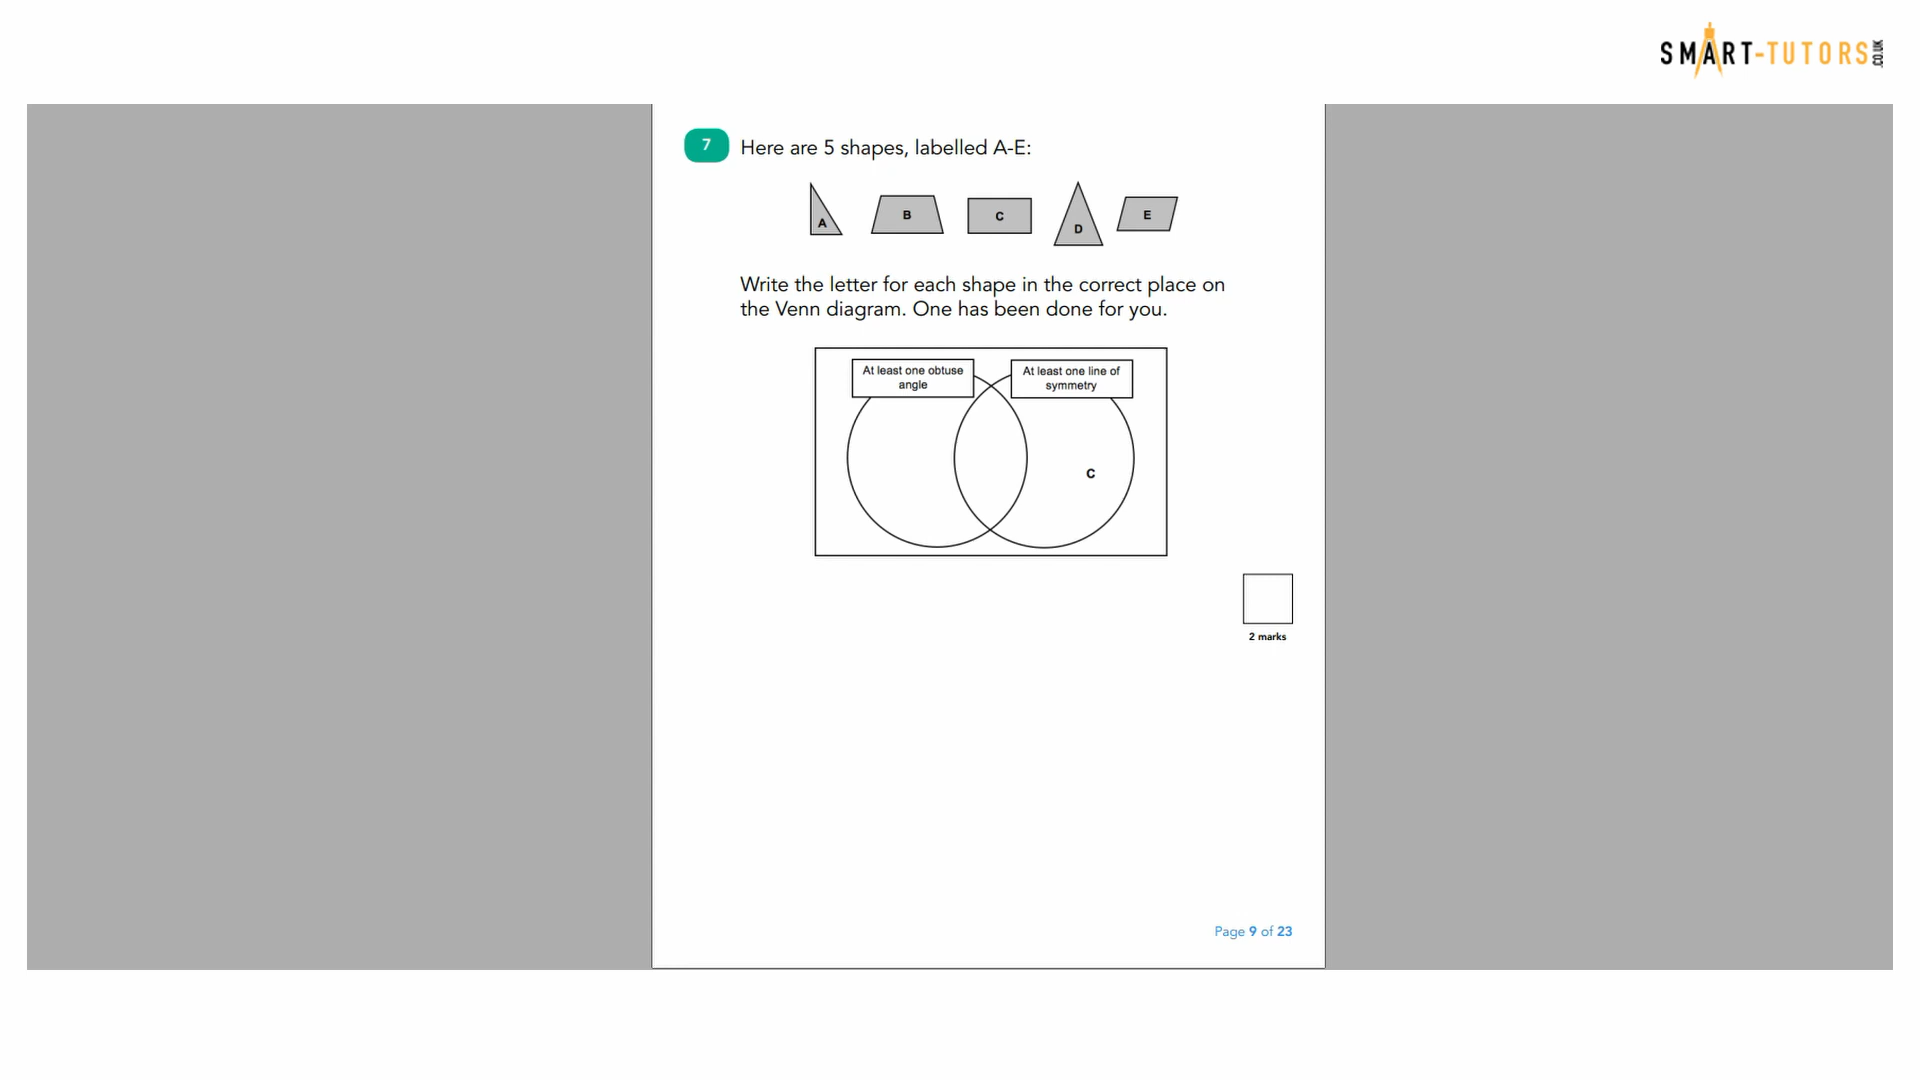 SMART-TUTORS.CO.UK
7 Here are 5 shapes, labelled A-E:
A B C D E
Write the letter for each shape in the correct place on
the Venn diagram. One has been done for you.
At least one obtuse
angle
At least one line of
symmetry
C
2 marks
Page 9 of 23